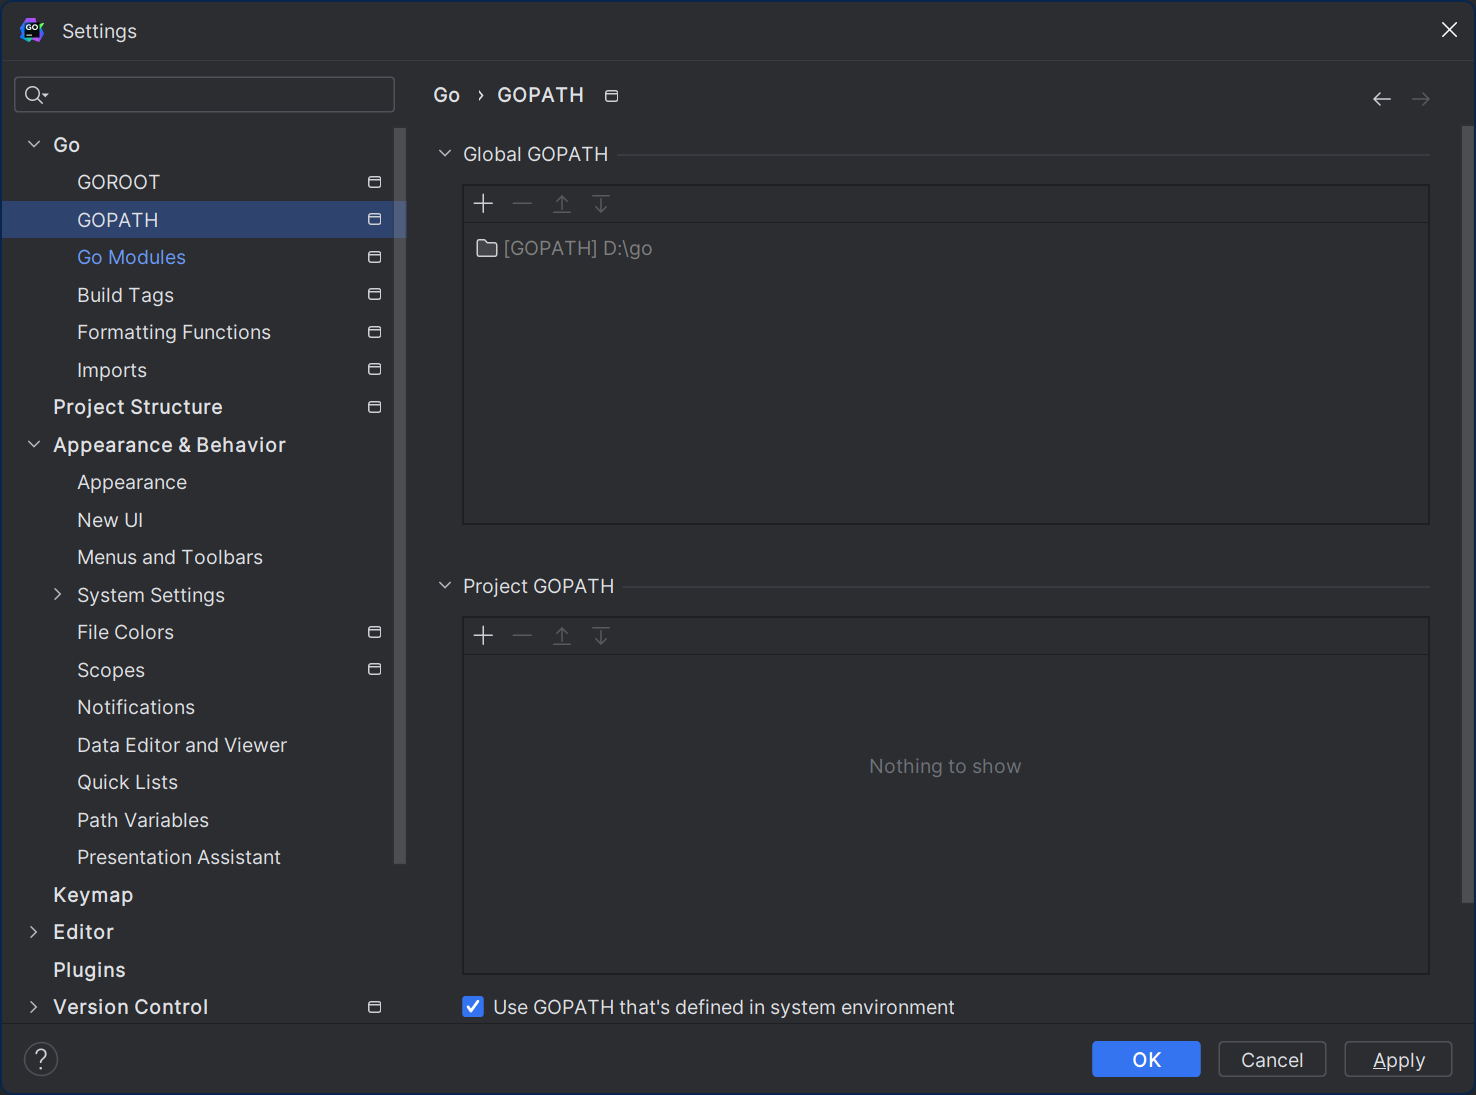 GO
Settings
Go › GOPATH
Go
GOROOT
GOPATH
Go Modules
Build Tags
Formatting Functions
Imports
Project Structure
Appearance & Behavior
Appearance
New UI
Menus and Toolbars
System Settings
File Colors
Scopes
Notifications
Data Editor and Viewer
Quick Lists
Path Variables
Presentation Assistant
Keymap
Editor
Plugins
Version Control
Global GOPATH
[GOPATH] D:\go
Project GOPATH
Nothing to show
Use GOPATH that's defined in system environment
?
OK
Cancel
Apply